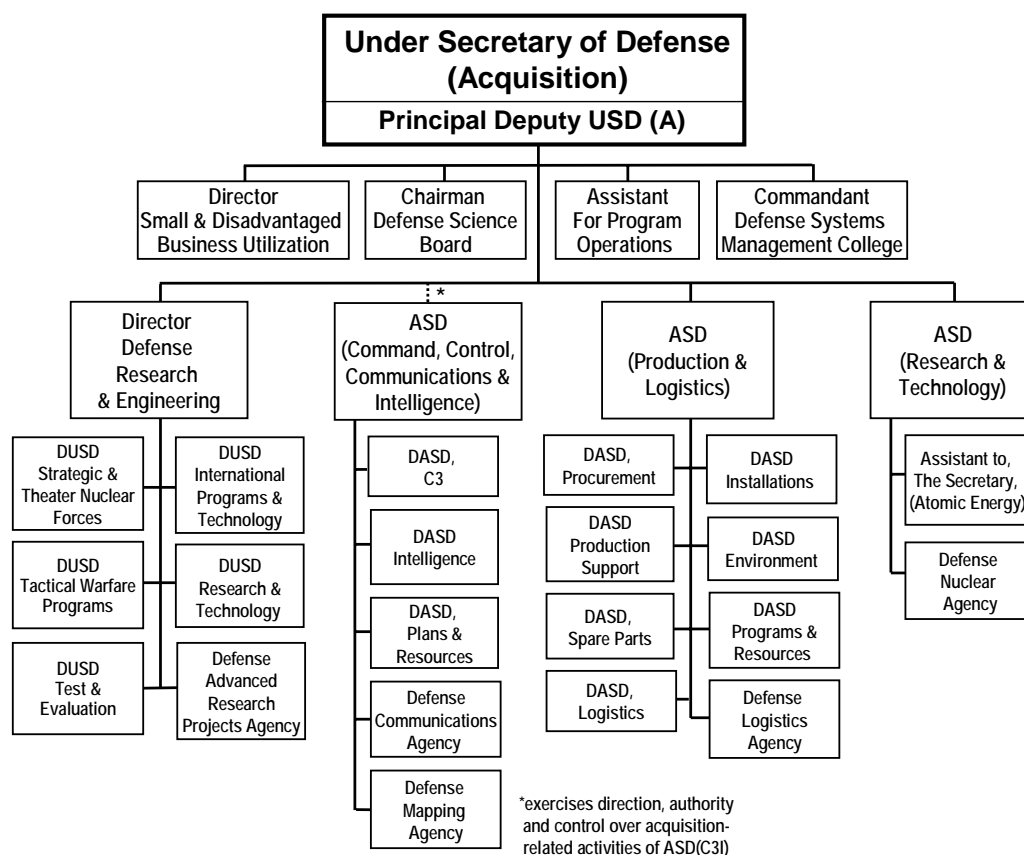 Under Secretary of Defense
(Acquisition)
Principal Deputy USD (A)
Director
Small & Disadvantaged
Business Utilization
Chairman
Defense Science
Board
Assistant
For Program
Operations
Commandant
Defense Systems
Management College
*
Director
Defense
Research
& Engineering
ASD
(Command, Control,
Communications &
Intelligence)
ASD
(Production &
Logistics)
ASD
(Research &
Technology)
DUSD
Strategic &
Theater Nuclear
Forces
DUSD
International
Programs &
Technology
DUSD
Tactical Warfare
Programs
DUSD
Research &
Technology
DUSD
Test &
Evaluation
Defense
Advanced
Research
Projects Agency
DASD,
C3
DASD
Intelligence
DASD,
Plans &
Resources
Defense
Communications
Agency
Defense
Mapping
Agency
DASD,
Procurement
DASD
Installations
DASD
Production
Support
DASD
Environment
DASD,
Spare Parts
DASD
Programs &
Resources
DASD,
Logistics
Defense
Logistics
Agency
Assistant to,
The Secretary,
(Atomic Energy)
Defense
Nuclear
Agency
*exercises direction, authority
and control over acquisition-
related activities of ASD(C3I)